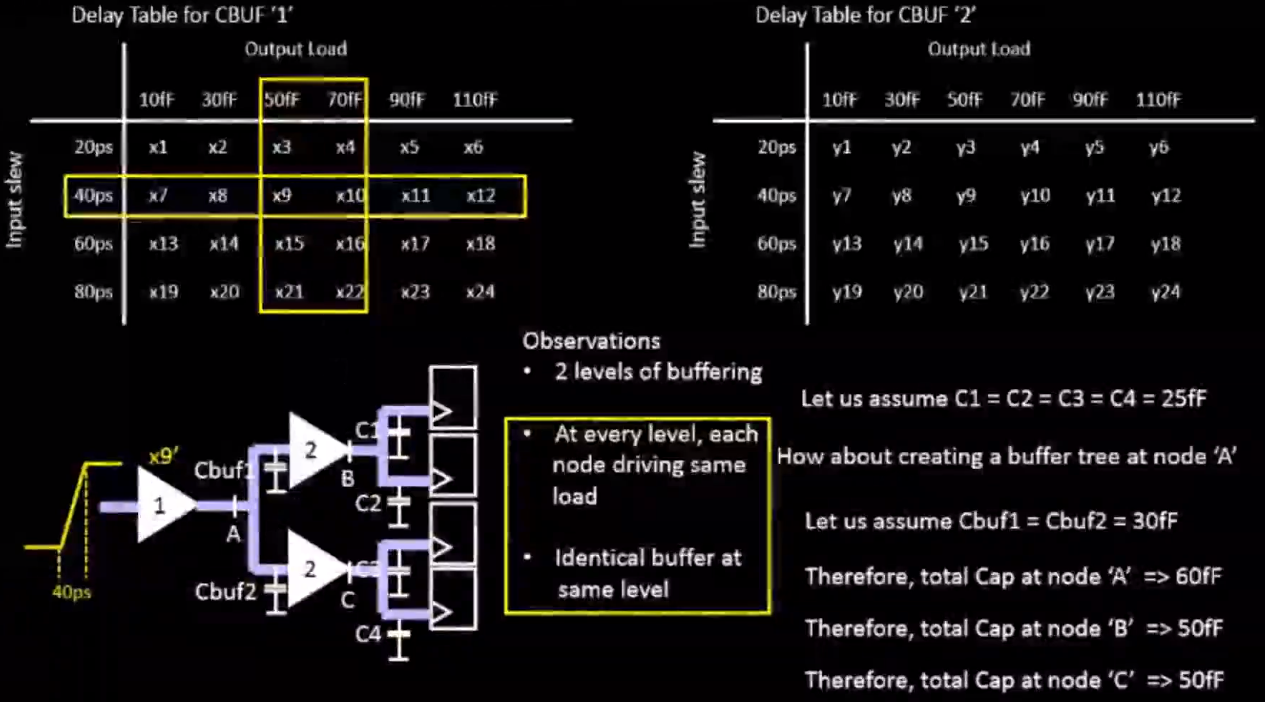 Delay Table for CBUF '1'
Output Load
10fF 30fF 50fF 70fF 90fF 110fF
Input slew
20ps x1 x2 x3 x4 x5 x6
40ps x7 x8 x9 x10 x11 x12
60ps x13 x14 x15 x16 x17 x18
80ps x19 x20 x21 x22 x23 x24
Delay Table for CBUF '2'
Output Load
10fF 30fF 50fF 70fF 90fF 110fF
Input slew
20ps y1 y2 y3 y4 y5 y6
40ps y7 y8 y9 y10 y11 y12
60ps y13 y14 y15 y16 y17 y18
80ps y19 y20 y21 y22 y23 y24
x9'
40ps
1
A
Cbuf1
2
B
C1
C2
Cbuf2
2
C
C3
C4
Observations
• 2 levels of buffering
• At every level, each
node driving same
load
• Identical buffer at
same level
Let us assume C1 = C2 = C3 = C4 = 25fF
How about creating a buffer tree at node 'A'
Let us assume Cbuf1 = Cbuf2 = 30fF
Therefore, total Cap at node 'A' => 60fF
Therefore, total Cap at node 'B' => 50fF
Therefore, total Cap at node 'C' => 50fF